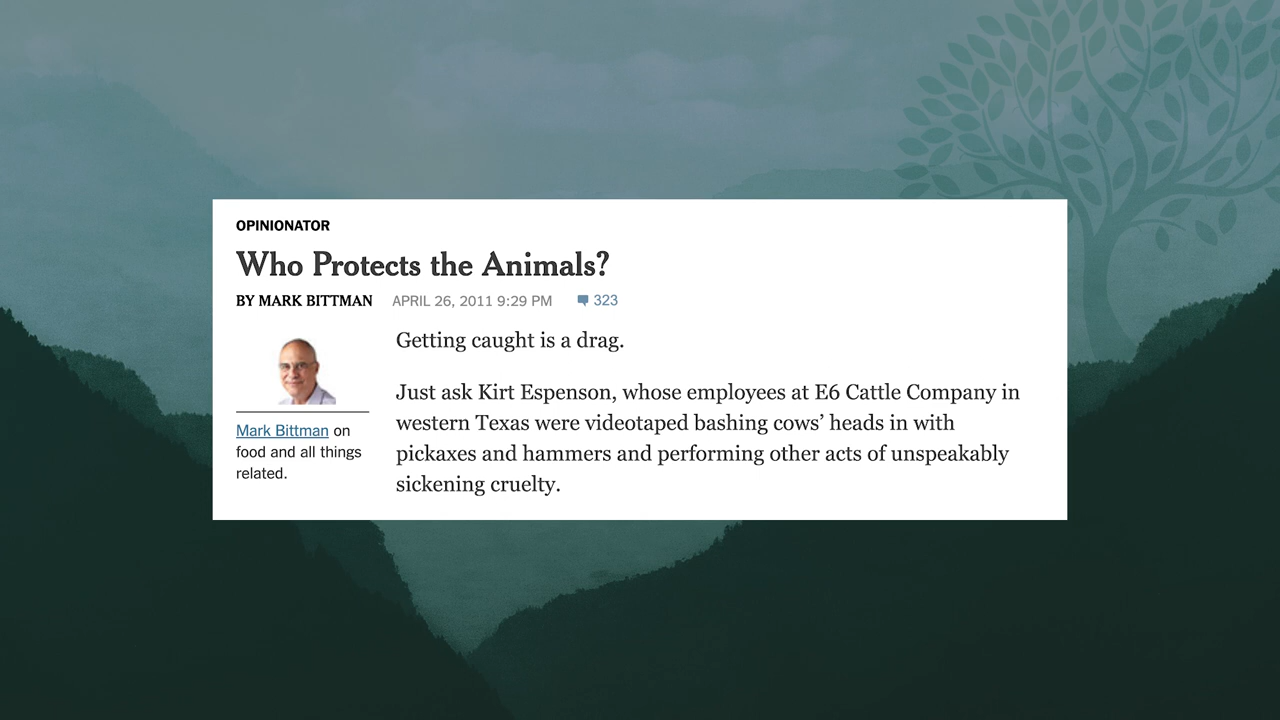 OPINIONATOR
Who Protects the Animals?
BY MARK BITTMAN APRIL 26, 2011 9:29 PM 323
Mark Bittman on
food and all things
related.
Getting caught is a drag.
Just ask Kirt Espenson, whose employees at E6 Cattle Company in
western Texas were videotaped bashing cows’ heads in with
pickaxes and hammers and performing other acts of unspeakably
sickening cruelty.